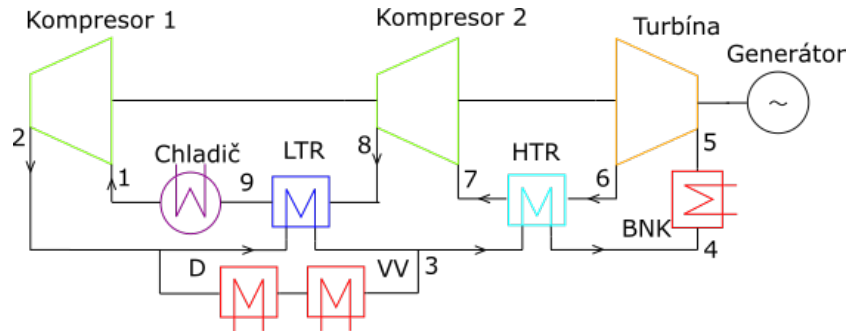 Kompresor 1
Kompresor 2
Turbína
Generátor
~
2
Chladič
LTR
8
HTR
5
1
9
7
6
BNK
D
VV
3
4